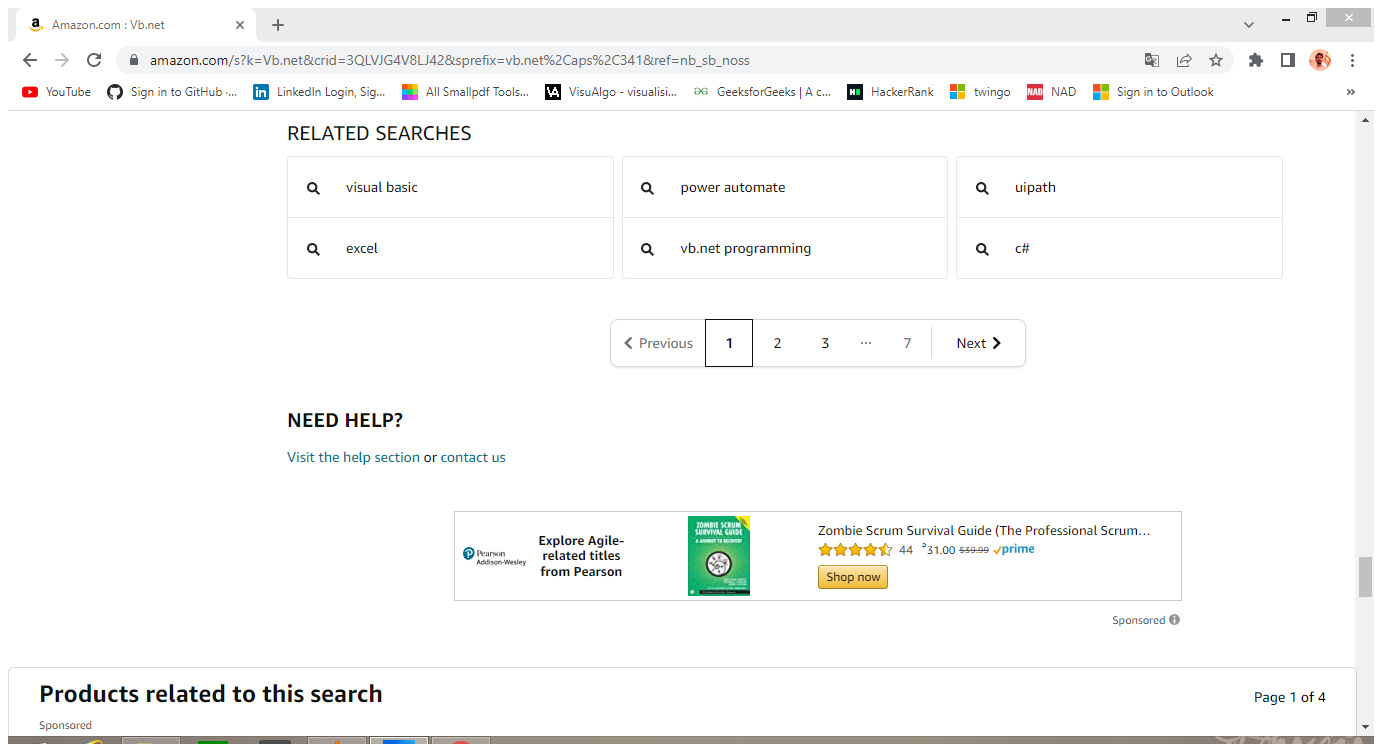 Amazon.com : Vb.net
amazon.com/s?k=Vb.net&crid=3QLVJG4V8LJ42&sprefix=vb.net%2Caps%2C341&ref=nb_sb_noss
YouTube
Sign in to GitHub ·...
LinkedIn Login, Sig...
All Smallpdf Tools...
VisuAlgo - visualisi...
GeeksforGeeks | A c...
HackerRank
twingo
NAD
NAD
Sign in to Outlook
»
RELATED SEARCHES
visual basic
power automate
uipath
excel
vb.net programming
c#
Previous 1 2 3 ... 7 Next
NEED HELP?
Visit the help section or contact us
Pearson
Addison-Wesley
Explore Agile-
related titles
from Pearson
ZOMBIE SCRUM
SURVIVAL GUIDE
A JOURNEY TO RECOVERY
Zombie Scrum Survival Guide (The Professional Scrum...
44 31.00 $39.99 prime
Shop now
Sponsored
Products related to this search
Page 1 of 4
Sponsored